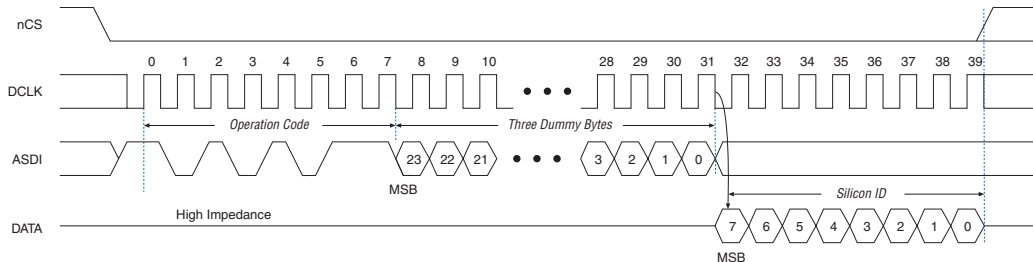 nCS
0 1 2 3 4 5 6 7 8 9 10 28 29 30 31 32 33 34 35 36 37 38 39
DCLK
Operation Code Three Dummy Bytes
ASDI 23 22 21 3 2 1 0
MSB
Silicon ID
High Impedance
DATA 7 6 5 4 3 2 1 0
MSB